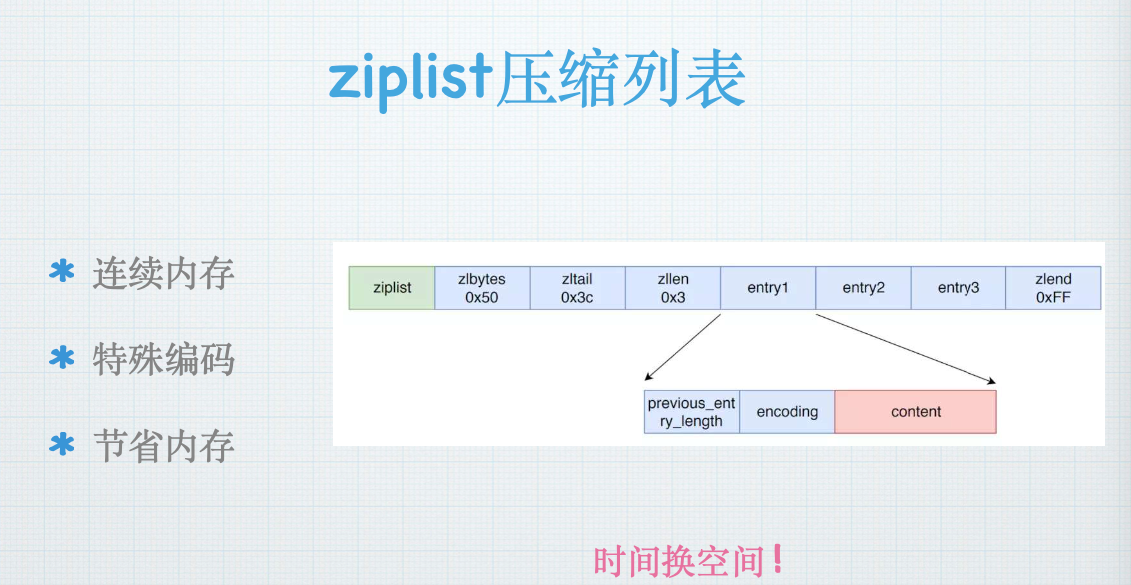 ziplist压缩列表
* 连续内存
* 特殊编码
* 节省内存
ziplist
zlbytes
0x50
zltail
0x3c
zllen
0x3
entry1
entry2
entry3
zlend
0xFF
previous_ent
ry_length
encoding
content
时间换空间！